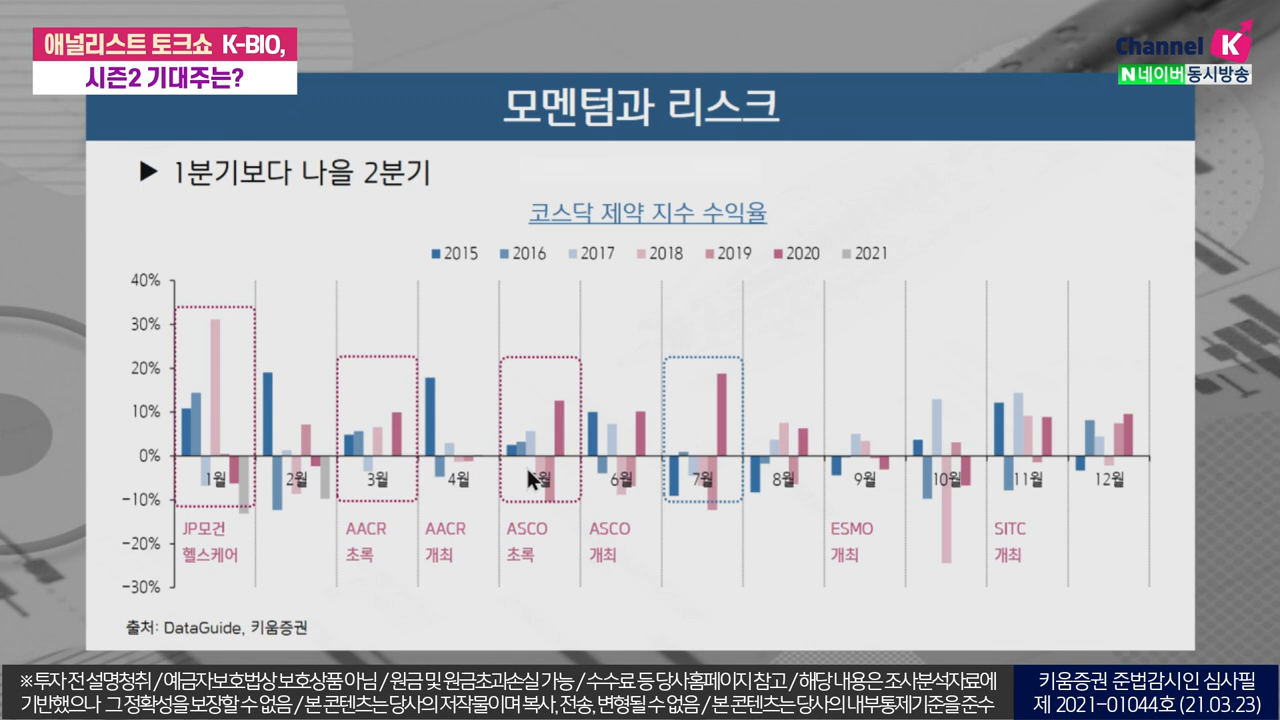 애널리스트 토크쇼 K-BIO,
시즌2 기대주는?
Channel K
N 네이버 동시방송
모멘텀과 리스크
▶ 1분기보다 나을 2분기
코스닥 제약 지수 수익율
2015 2016 2017 2018 2019 2020 2021
40%
30%
20%
10%
0%
-10%
-20%
-30%
1월 2월 3월 4월 월 6월 7월 8월 9월 10월 11월 12월
JP모건
헬스케어
AACR
초록
AACR
개최
ASCO
초록
ASCO
개최
ESMO
개최
SITC
개최
출처: DataGuide, 키움증권
※ 투자 전 설명청취 / 예금자보호법상 보호상품 아님 / 원금 및 원금초과손실 가능 / 수수료 등 당사홈페이지 참고 / 해당 내용은 조사분석자료에
기반했으나 그 정확성을 보장할 수 없음 / 본 콘텐츠는 당사의 저작물이며 복사, 전송, 변형될 수 없음 / 본 콘텐츠는 당사의 내부통제기준을 준수
키움증권 준법감시인 심사필
제 2021-01044호 (21.03.23)